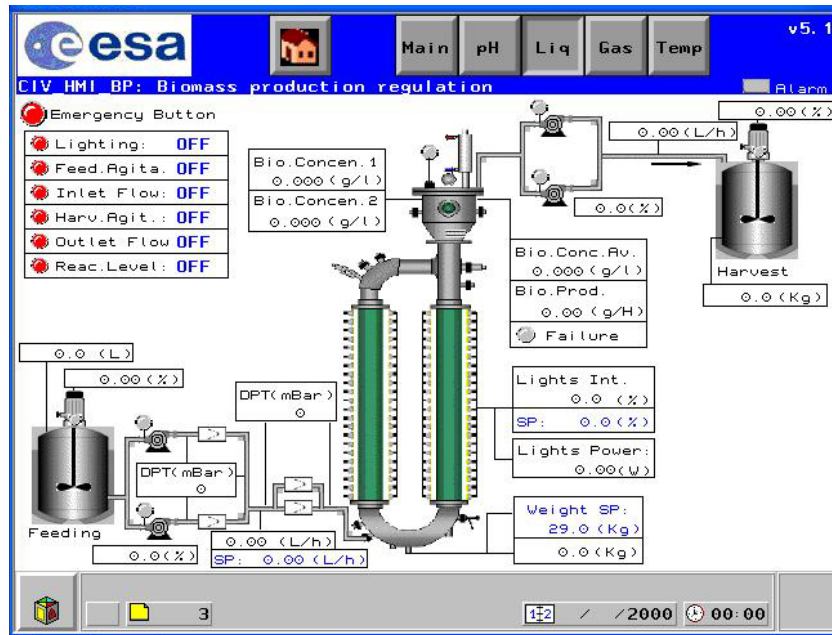 esa
Main pH Liq Gas Temp
v5. 1
CIV_HMI_BP: Biomass production regulation
Alarm
Emergency Button
Lighting: OFF
Feed.Agita. OFF
Inlet Flow: OFF
Harv.Agit.: OFF
Outlet Flow OFF
Reac.Level: OFF
Bio.Concen.1
0.000 (g/l)
Bio.Concen.2
0.000 (g/l)
0.00 (L/h)
0.00 (%)
0.0(%)
Harvest
0.0 (Kg)
Bio.Conc.Av.
0.000 (g/l)
Bio.Prod.
0.00 (g/H)
Failure
0.0 (L)
0.00 (%)
DPT(mBar)
0
DPT(mBar)
0
Feeding
0.0(%)
0.00 (L/h)
SP: 0.00 (L/h)
Lights Int.
0.0 (%)
SP: 0.0(%)
Lights Power:
0.00(W)
Weight SP:
29.0 (Kg)
0.0(Kg)
3
1 2 / /2000 00:00